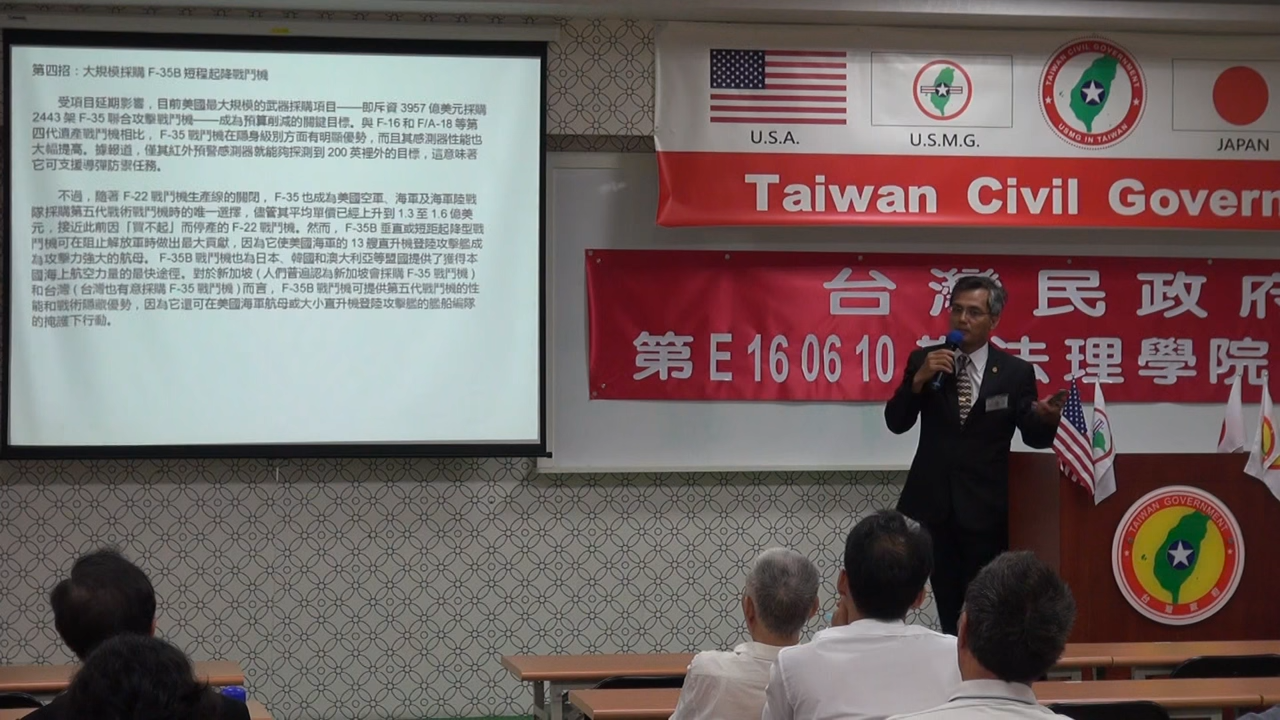 第四招：大規模採購 F-35B 短程起降戰鬥機
受項目延期影響，目前美國最大規模的武器採購項目——即斥資 3957 億美元採購
2443 架 F-35 聯合攻擊戰鬥機——成為預算削減的關鍵目標。與 F-16 和 F/A-18 等第
四代遺產戰鬥機相比， F-35 戰鬥機在隱身級別方面有明顯優勢，而且其感測器性能也
大幅提高。據報道，僅其紅外預警感測器就能夠探測到 200 英裡外的目標，這意味著
它可支援導彈防禦任務。
不過，隨著 F-22 戰鬥機生產線的關閉， F-35 也成為美國空軍、海軍及海軍陸戰
隊採購第五代戰術戰鬥機時的唯一選擇，儘管其平均單價已經上升到 1.3 至 1.6 億美
元，接近此前因「買不起」而停產的 F-22 戰鬥機。然而， F-35B 垂直或短距起降型戰
鬥機可在阻止解放軍時做出最大貢獻，因為它使美國海軍的 13 艘直升機登陸攻擊艦成
為攻擊力強大的航母。 F-35B 戰鬥機也為日本、韓國和澳大利亞等盟國提供了獲得本
國海上航空力量的最快途徑。對於新加坡 ( 人們普遍認為新加坡會採購 F-35 戰鬥機 )
和台灣 ( 台灣也有意採購 F-35 戰鬥機 ) 而言， F-35B 戰鬥機可提供第五代戰鬥機的性
能和戰術隱蔽優勢，因為它還可在美國海軍航母或大小直升機登陸攻擊艦的艦船編隊
的掩護下行動。
U.S.A.
U.S.M.G.
TAIWAN CIVIL GOVERNMENT
USMG IN TAIWAN
JAPAN
Taiwan Civil Govern
台灣民政府
第 E 16 06 10 法理學院
TAIWAN GOVERNMENT
台灣政府